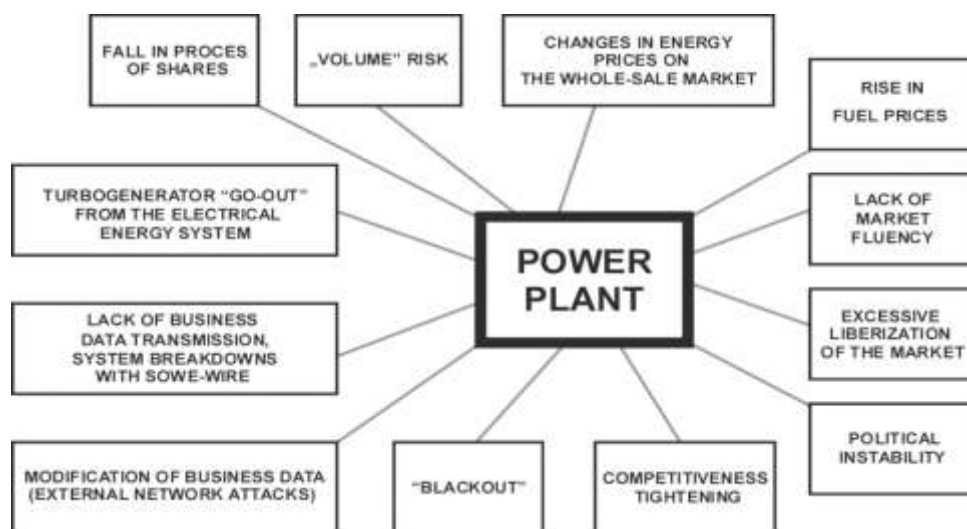 FALL IN PROCES
OF SHARES
„VOLUME” RISK
CHANGES IN ENERGY
PRICES ON
THE WHOLE-SALE MARKET
RISE IN
FUEL PRICES
TURBOGENERATOR “GO-OUT”
FROM THE ELECTRICAL
ENERGY SYSTEM
LACK OF
MARKET
FLUENCY
POWER
PLANT
LACK OF BUSINESS
DATA TRANSMISSION,
SYSTEM BREAKDOWNS
WITH SOWE-WIRE
EXCESSIVE
LIBERIZATION
OF THE MARKET
POLITICAL
INSTABILITY
MODIFICATION OF BUSINESS DATA
(EXTERNAL NETWORK ATTACKS)
“BLACKOUT”
COMPETITIVENESS
TIGHTENING